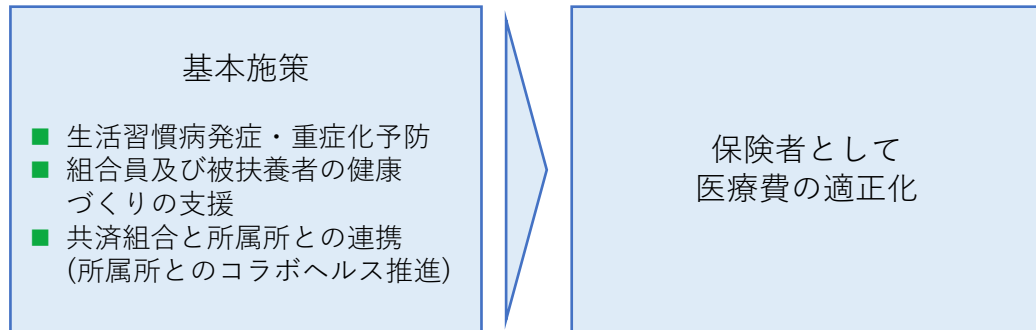 基本施策
■ 生活習慣病発症・重症化予防
■ 組合員及び被扶養者の健康
づくりの支援
■ 共済組合と所属所との連携
(所属所とのコラボヘルス推進)
保険者として
医療費の適正化